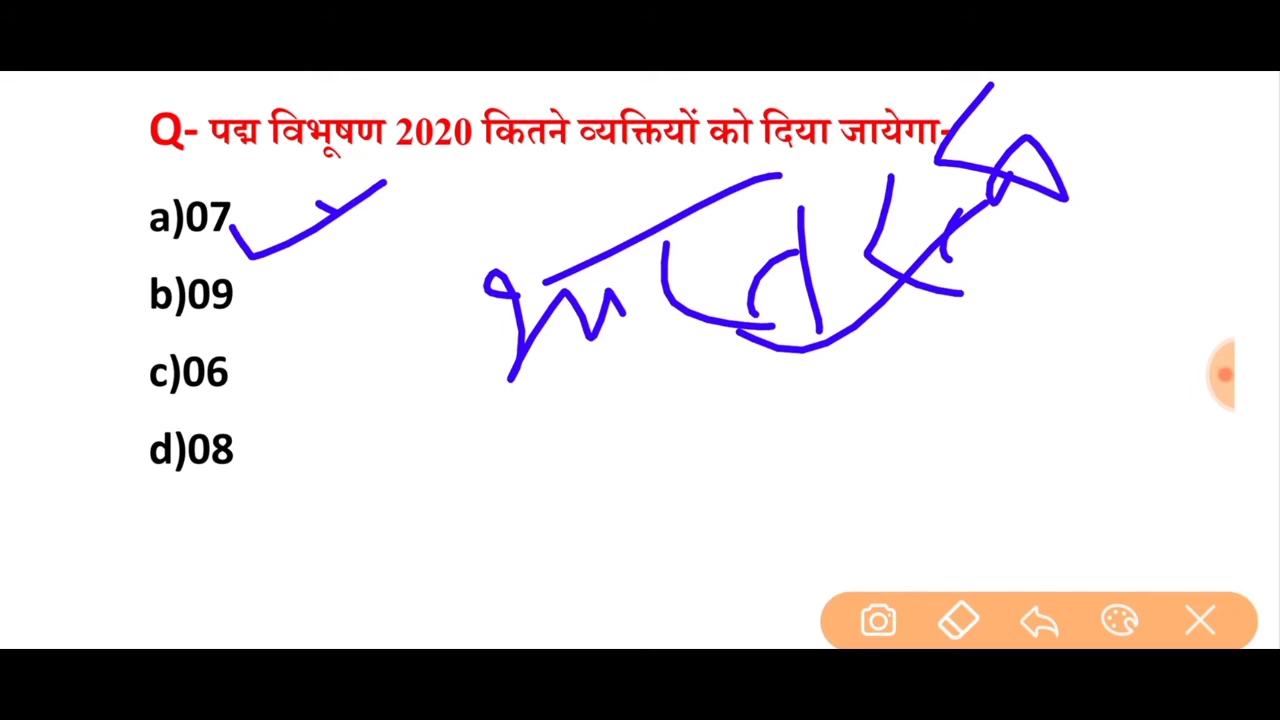 Q- पद्म विभूषण 2020 कितने व्यक्तियों को दिया जायेगा-
a)07
b)09
c)06
d)08